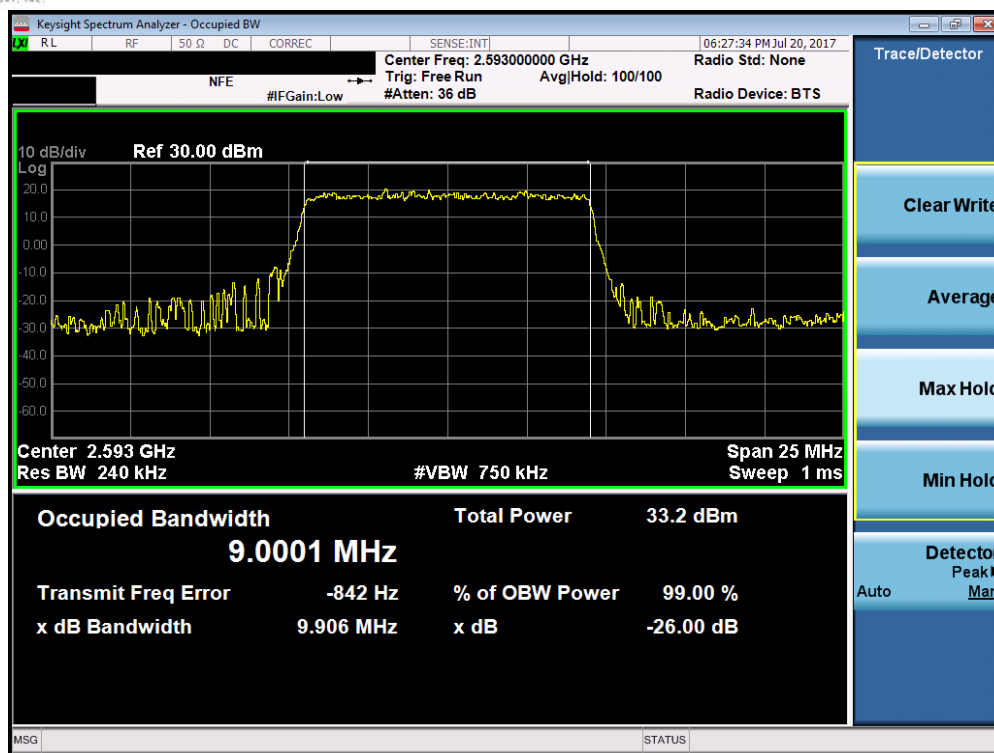 Keysight Spectrum Analyzer - Occupied BW
LXI RL RF 50 Ω DC CORREC SENSE:INT 06:27:34 PM Jul 20, 2017
Center Freq: 2.593000000 GHz Radio Std: None
NFE Trig: Free Run Avg|Hold: 100/100
#IFGain:Low #Atten: 36 dB Radio Device: BTS
10 dB/div Ref 30.00 dBm
Log
20.0
10.0
0.00
-10.0
-20.0
-30.0
-40.0
-50.0
-60.0
Center 2.593 GHz Span 25 MHz
Res BW 240 kHz #VBW 750 kHz Sweep 1 ms
Occupied Bandwidth Total Power 33.2 dBm
9.0001 MHz
Transmit Freq Error -842 Hz % of OBW Power 99.00 %
x dB Bandwidth 9.906 MHz x dB -26.00 dB
MSG STATUS
Trace/Detector
Clear Write
Average
Max Hold
Min Hold
Detector
Peak
Auto Man